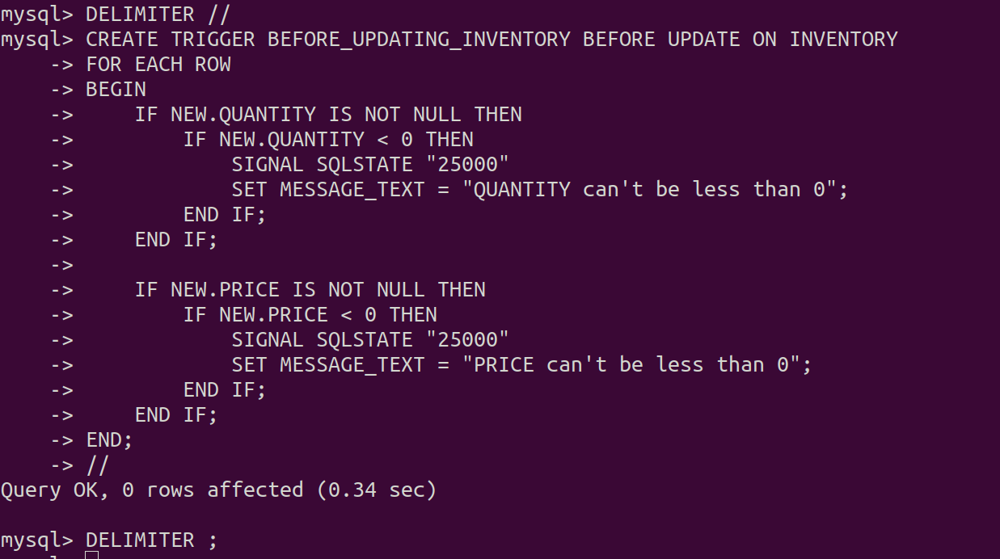 mysql> DELIMITER //
mysql> CREATE TRIGGER BEFORE_UPDATING_INVENTORY BEFORE UPDATE ON INVENTORY
    -> FOR EACH ROW
    -> BEGIN
    ->     IF NEW.QUANTITY IS NOT NULL THEN
    ->         IF NEW.QUANTITY < 0 THEN
    ->             SIGNAL SQLSTATE "25000"
    ->             SET MESSAGE_TEXT = "QUANTITY can't be less than 0";
    ->         END IF;
    ->     END IF;
    ->
    ->     IF NEW.PRICE IS NOT NULL THEN
    ->         IF NEW.PRICE < 0 THEN
    ->             SIGNAL SQLSTATE "25000"
    ->             SET MESSAGE_TEXT = "PRICE can't be less than 0";
    ->         END IF;
    ->     END IF;
    -> END;
    -> //
Query OK, 0 rows affected (0.34 sec)

mysql> DELIMITER ;